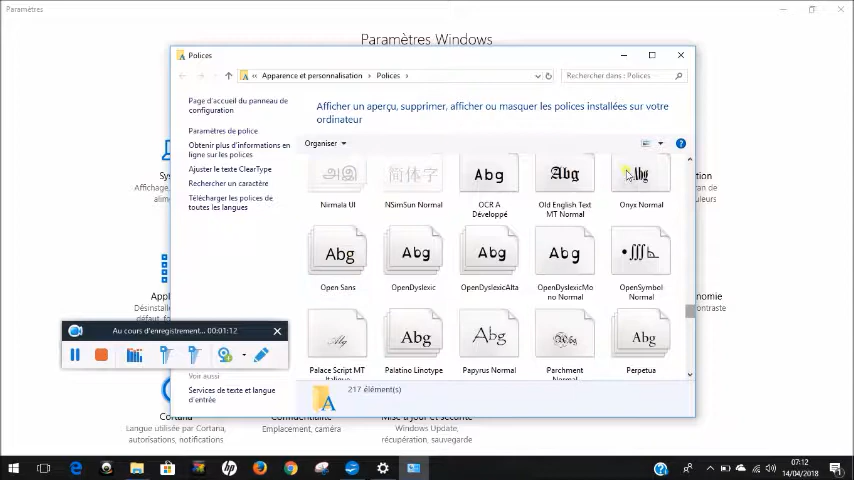 Paramètres
Paramètres Windows
Polices
« Apparence et personnalisation › Polices ›
Rechercher dans : Polices
Page d'accueil du panneau de
configuration
Paramètres de police
Obtenir plus d'informations en
ligne sur les polices
Ajuster le texte ClearType
Rechercher un caractère
Télécharger les polices de
toutes les langues
Afficher un aperçu, supprimer, afficher ou masquer les polices installées sur votre
ordinateur
Organiser
Abg Abg Abg
Nirmala UI NSimSun Normal OCR A
Développé Old English Text
MT Normal Onyx Normal
Abg Abg Abg Abg
Open Sans OpenDyslexic OpenDyslexicAlta OpenDyslexicMo
no Normal OpenSymbol
Normal
Abg Abg Abg Abg Abg
Palace Script MT
Italique Palatino Linotype Papyrus Normal Parchment
Normal Perpetua
217 élément(s)
Au cours d'enregistrement... 00:01:12
Voir aussi
Services de texte et langue
d'entrée
Cortana
Langue utilisée par Cortana,
autorisations, notifications
Confidentialité
Emplacement, caméra
Mise à jour et sécurité
Windows Update,
récupération, sauvegarde
hp
07:12
14/04/2018